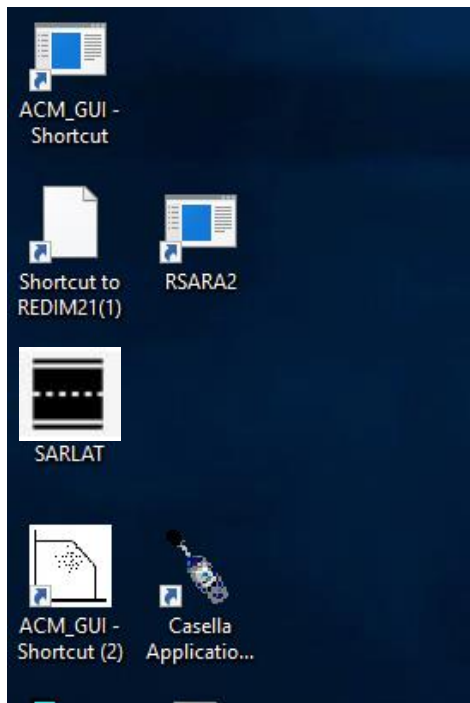 ACM_GUI -
Shortcut
Shortcut to
REDIM21(1)
RSARA2
SARLAT
ACM_GUI -
Shortcut (2)
Casella
Applicatio...